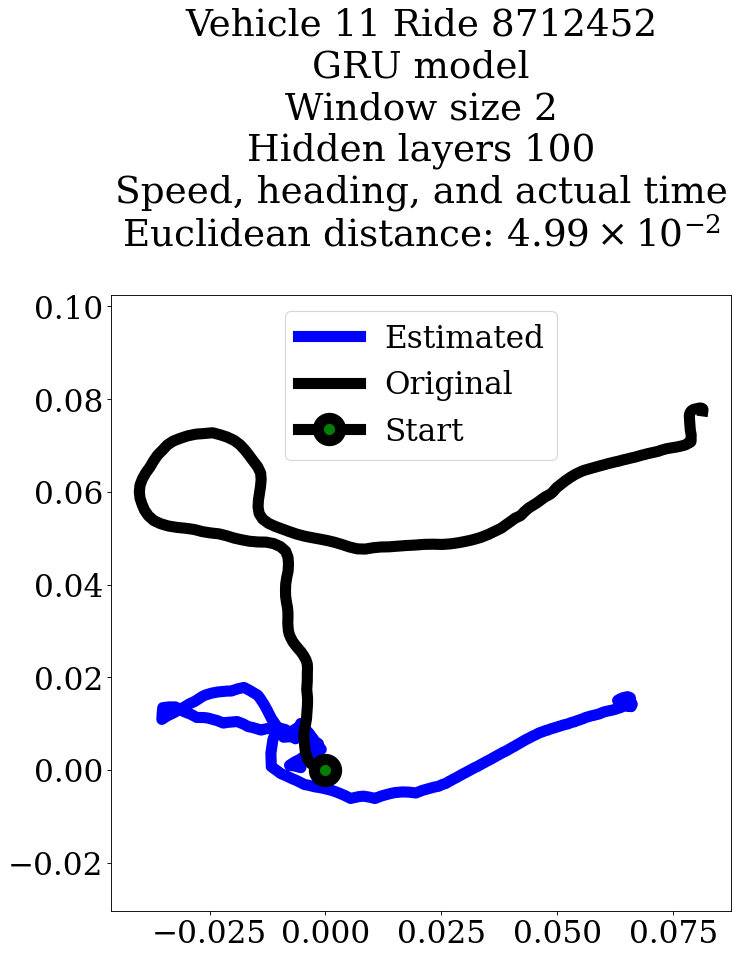 Vehicle 11 Ride 8712452
GRU model
Window size 2
Hidden layers 100
Speed, heading, and actual time
Euclidean distance: 4.99 × 10⁻²
0.10
Estimated
Original
Start
0.08
0.06
0.04
0.02
0.00
−0.02
−0.025 0.000 0.025 0.050 0.075